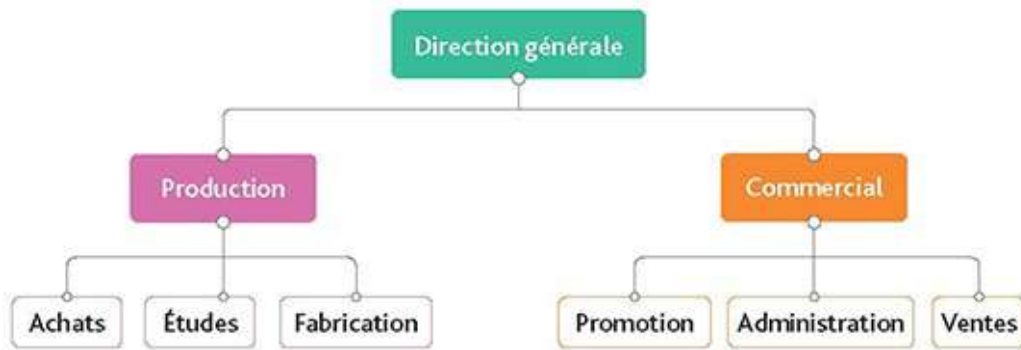 Direction générale
Production
Commercial
Achats
Études
Fabrication
Promotion
Administration
Ventes